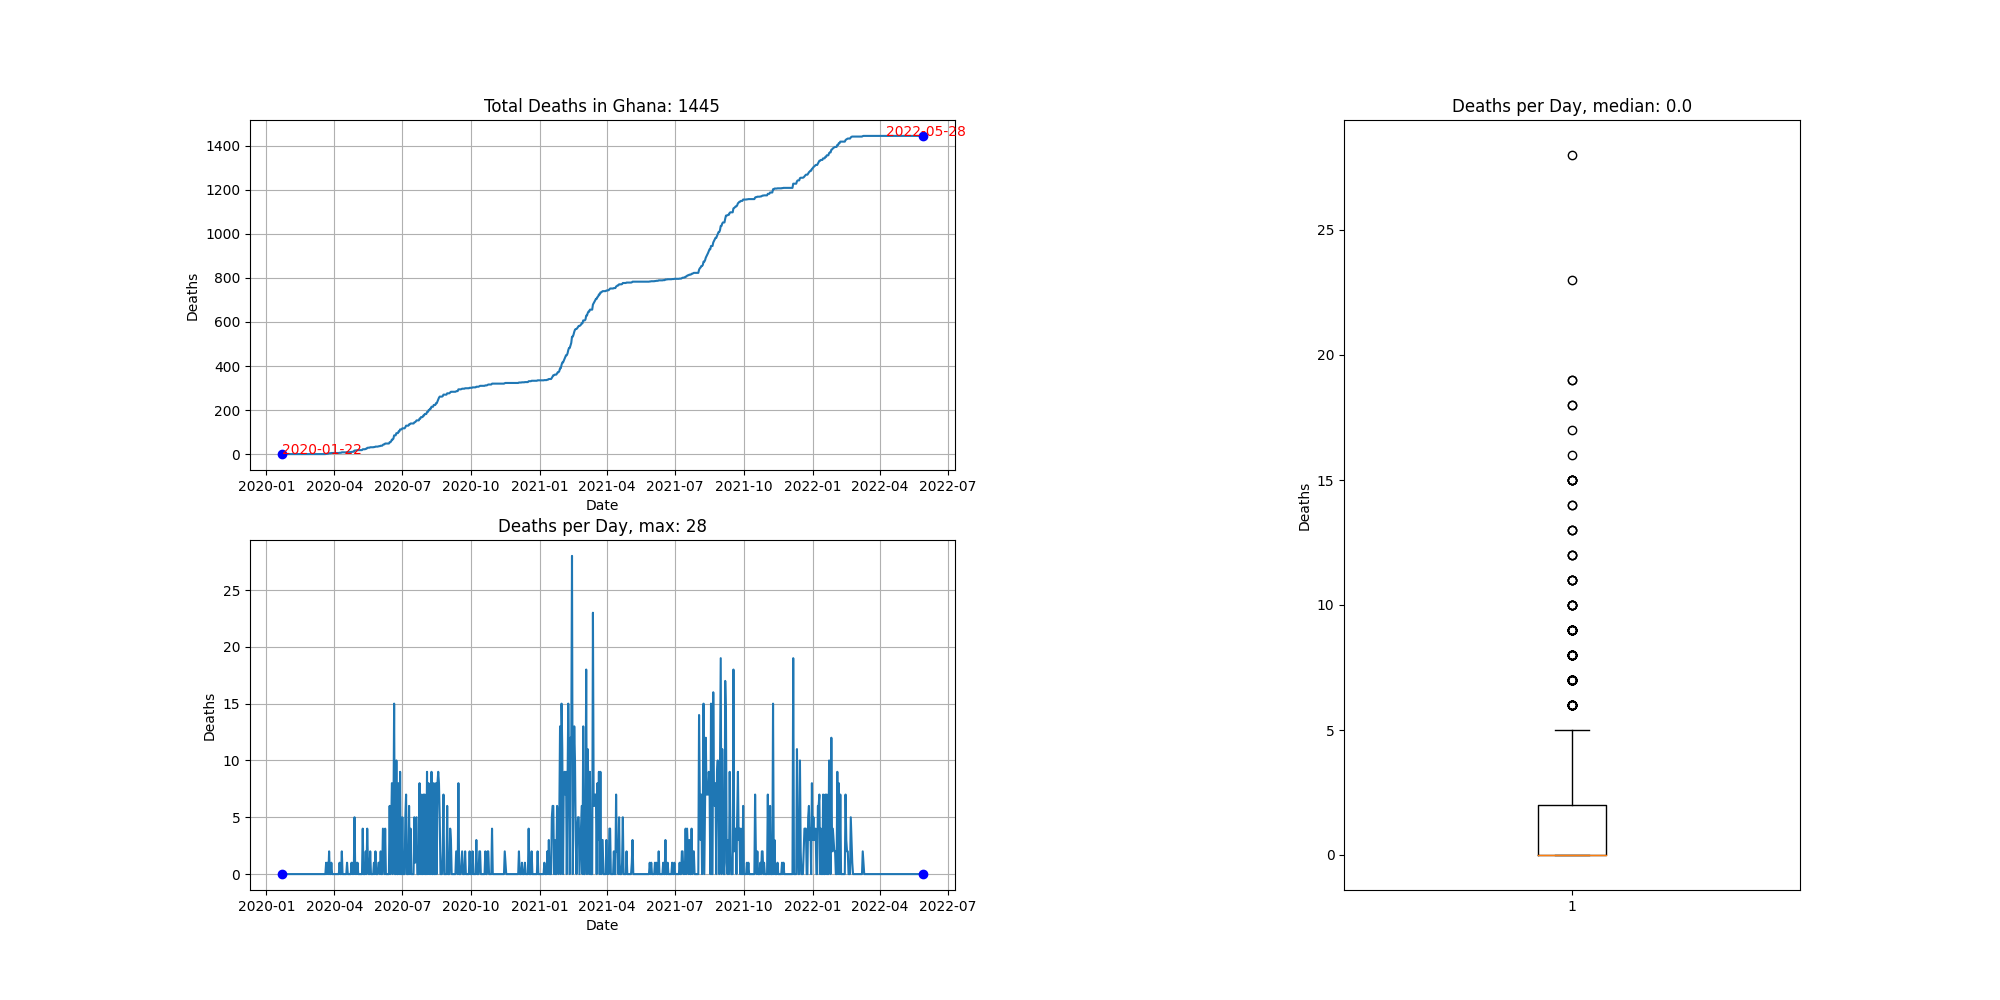 Total Deaths in Ghana: 1445
Deaths
1400
1200
1000
800
600
400
200
0
2022-05-28
2020-01-22
2020-01 2020-04 2020-07 2020-10 2021-01 2021-04 2021-07 2021-10 2022-01 2022-04 2022-07
Date
Deaths per Day, max: 28
Deaths
25
20
15
10
5
0
2020-01 2020-04 2020-07 2020-10 2021-01 2021-04 2021-07 2021-10 2022-01 2022-04 2022-07
Date
Deaths per Day, median: 0.0
Deaths
25
20
15
10
5
0
1